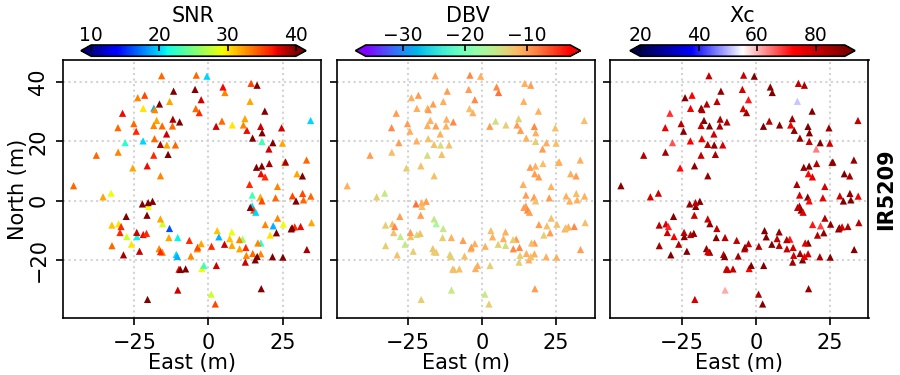 SNR DBV Xc
10 20 30 40 −30 −20 −10 20 40 60 80
40
20
0
−20
North (m)
IR5209
−25 0 25 −25 0 25 −25 0 25
East (m) East (m) East (m)